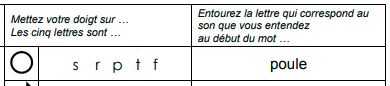 Mettez votre doigt sur …
Les cinq lettres sont …
Entourez la lettre qui correspond au
son que vous entendez
au début du mot …
s r p t f
poule